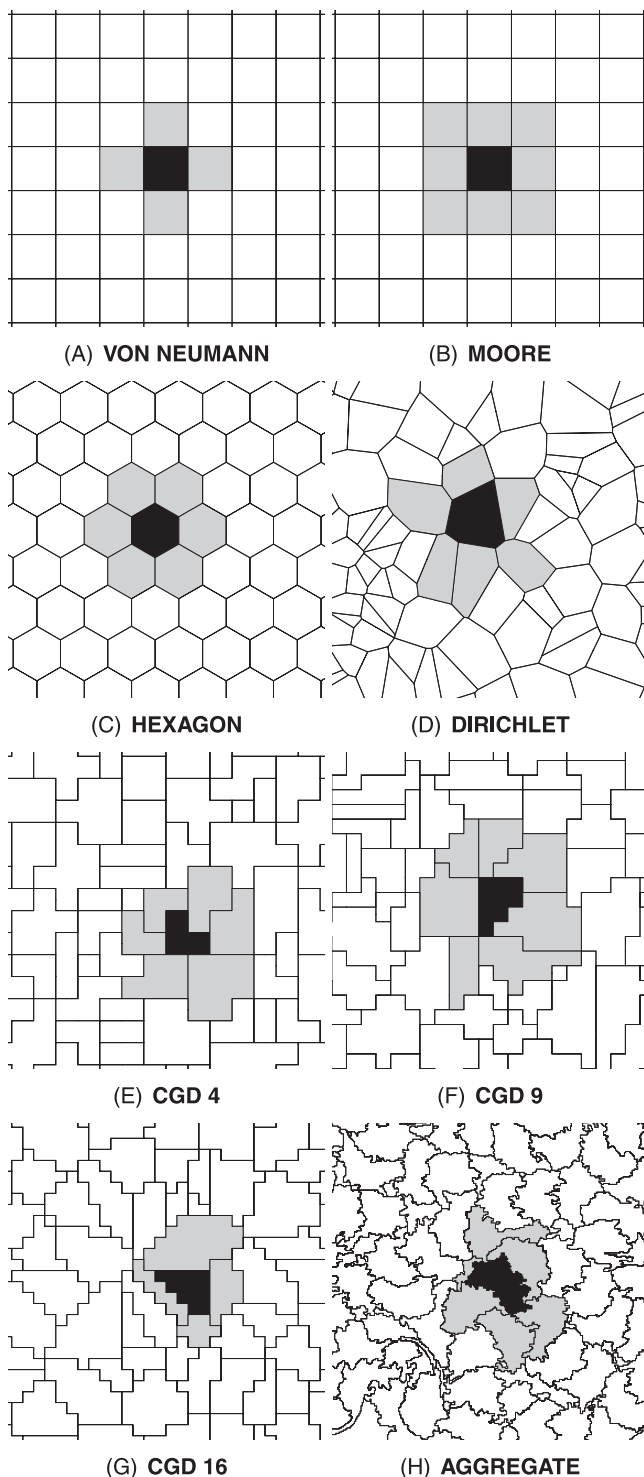 (A) VON NEUMANN
(B) MOORE
(C) HEXAGON
(D) DIRICHLET
(E) CGD 4
(F) CGD 9
(G) CGD 16
(H) AGGREGATE